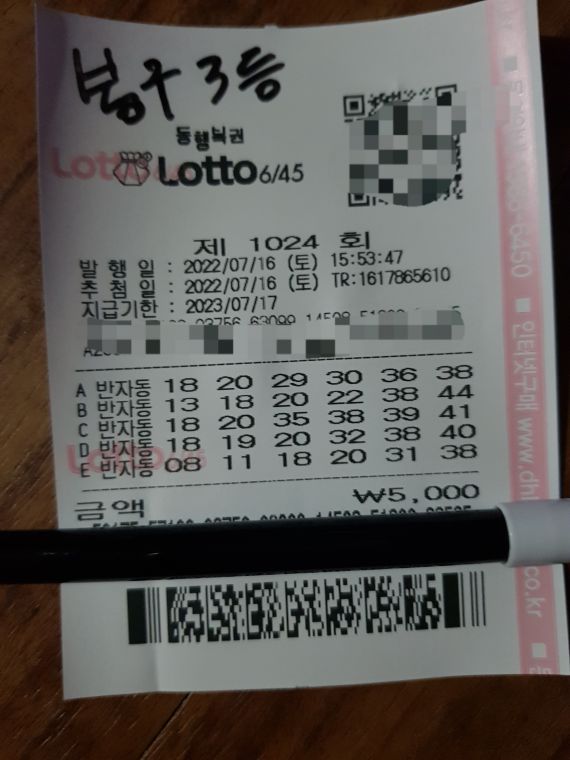 봉구 3등
동행복권
Lotto 6/45
제 1024 회
발 행 일 : 2022/07/16 (토) 15:53:47
추 첨 일 : 2022/07/16 (토) TR:1617865610
지급기한 : 2023/07/17
63099
A 반자동 18 20 29 30 36 38
B 반자동 13 18 20 22 38 44
C 반자동 18 20 35 38 39 41
D 반자동 18 19 20 32 38 40
E 반자동 08 11 18 20 31 38
금액 ₩5,000
인터넷구매 www.dh
co.kr
6450